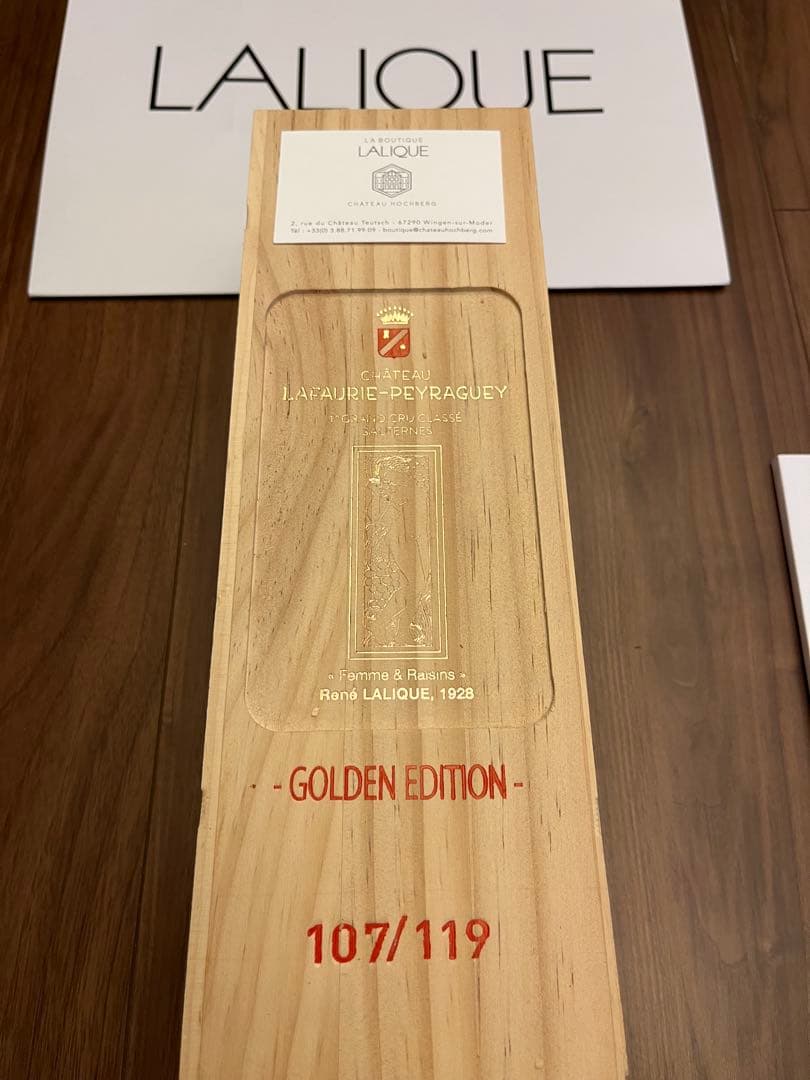 LALIQUE
LA BOUTIQUE
LALIQUE
CHÂTEAU HOCHBERG
2, rue du Château Teutsch - 67290 Wingen-sur-Moder
Tél : +33(0) 3.88.71.99.09 - boutique@chateauhochberg.com
CHÂTEAU
LAFAURIE-PEYRAGUEY
1ER GRAND CRU CLASSÉ
SAUTERNES
« Femme & Raisins »
René LALIQUE, 1928
- GOLDEN EDITION -
107/119